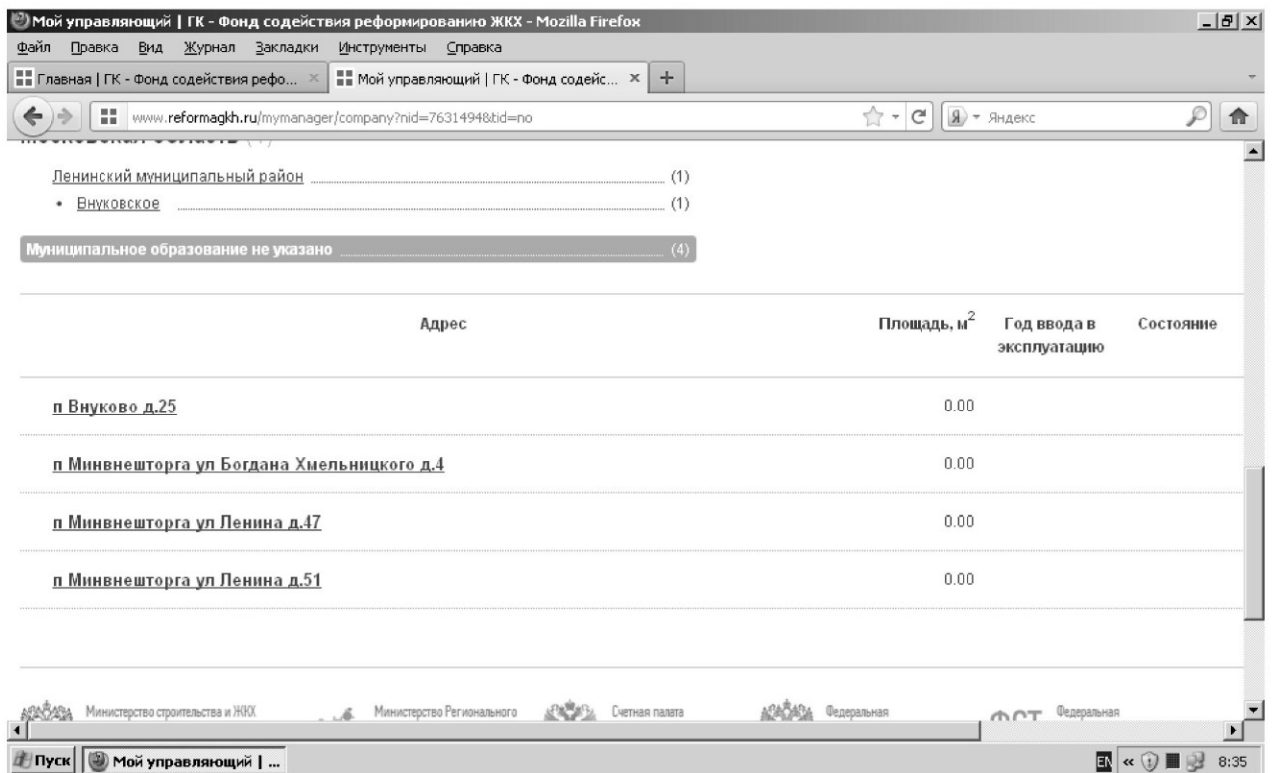 Мой управляющий | ГК - Фонд содействия реформированию ЖКХ - Mozilla Firefox
Файл Правка Вид Журнал Закладки Инструменты Справка
Главная | ГК - Фонд содействия рефо... Мой управляющий | ГК - Фонд содейс...
www.reformagkh.ru/mymanager/company?nid=7631494&tid=no Яндекс
Ленинский муниципальный район (1)
• Внуковское (1)
Муниципальное образование не указано (4)
Адрес Площадь, м² Год ввода в эксплуатацию Состояние
п Внуково д.25 0.00
п Минвнешторга ул Богдана Хмельницкого д.4 0.00
п Минвнешторга ул Ленина д.47 0.00
п Минвнешторга ул Ленина д.51 0.00
Министерство строительства и ЖКХ Министерство Регионального Счетная палата Федеральная ФСТ Федеральная
Пуск Мой управляющий | ... EN « 8:35